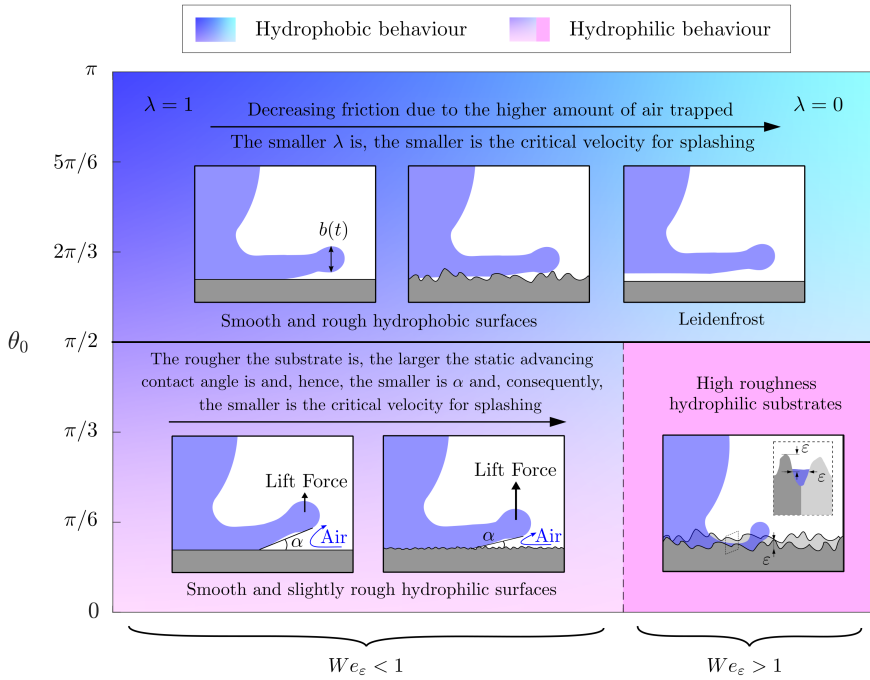 Hydrophobic behaviour
Hydrophilic behaviour
π
5π/6
2π/3
π/2
π/3
π/6
0
θ₀
λ = 1
λ = 0
Decreasing friction due to the higher amount of air trapped
The smaller λ is, the smaller is the critical velocity for splashing
b(t)
Smooth and rough hydrophobic surfaces
Leidenfrost
The rougher the substrate is, the larger the static advancing
contact angle is and, hence, the smaller is α and, consequently,
the smaller is the critical velocity for splashing
Lift Force
α
Air
Lift Force
α
Air
Smooth and slightly rough hydrophilic surfaces
High roughness
hydrophilic substrates
ε
ε
ε
We_ε < 1
We_ε > 1